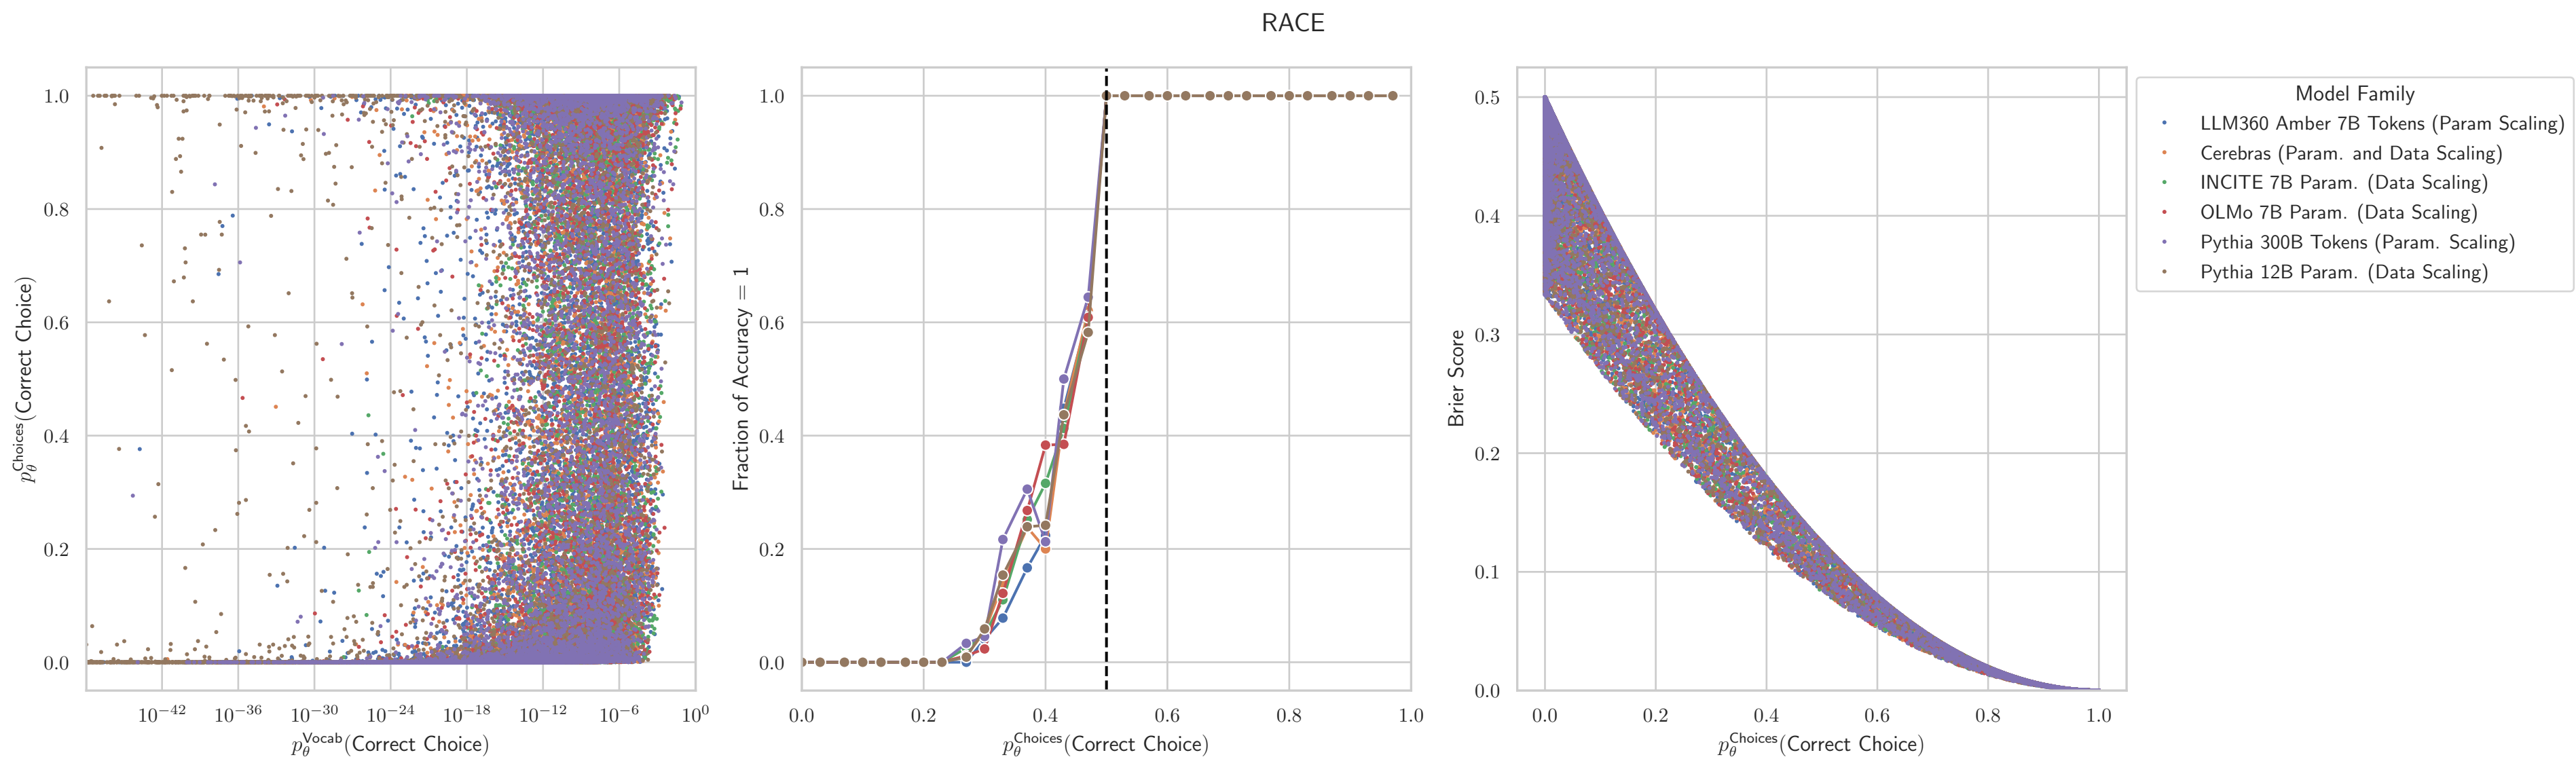 RACE
1.0
0.8
0.6
0.4
0.2
0.0
p_θ^Choices(Correct Choice)
10^−42 10^−36 10^−30 10^−24 10^−18 10^−12 10^−6 10^0
p_θ^Vocab(Correct Choice)
1.0
0.8
0.6
0.4
0.2
0.0
Fraction of Accuracy = 1
0.0 0.2 0.4 0.6 0.8 1.0
p_θ^Choices(Correct Choice)
0.5
0.4
0.3
0.2
0.1
0.0
Brier Score
0.0 0.2 0.4 0.6 0.8 1.0
p_θ^Choices(Correct Choice)
Model Family
LLM360 Amber 7B Tokens (Param Scaling)
Cerebras (Param. and Data Scaling)
INCITE 7B Param. (Data Scaling)
OLMo 7B Param. (Data Scaling)
Pythia 300B Tokens (Param. Scaling)
Pythia 12B Param. (Data Scaling)